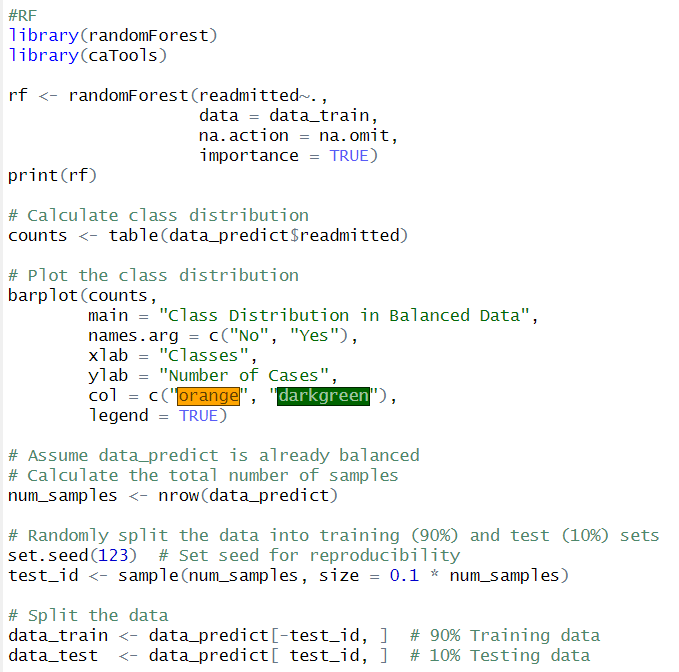 #RF
library(randomForest)
library(caTools)
rf <- randomForest(readmitted~.,
data = data_train,
na.action = na.omit,
importance = TRUE)
print(rf)
# Calculate class distribution
counts <- table(data_predict$readmitted)
# Plot the class distribution
barplot(counts,
main = "Class Distribution in Balanced Data",
names.arg = c("No", "Yes"),
xlab = "Classes",
ylab = "Number of Cases",
col = c("orange", "darkgreen"),
legend = TRUE)
# Assume data_predict is already balanced
# Calculate the total number of samples
num_samples <- nrow(data_predict)
# Randomly split the data into training (90%) and test (10%) sets
set.seed(123)  # Set seed for reproducibility
test_id <- sample(num_samples, size = 0.1 * num_samples)
# Split the data
data_train <- data_predict[-test_id, ]  # 90% Training data
data_test  <- data_predict[ test_id, ]  # 10% Testing data